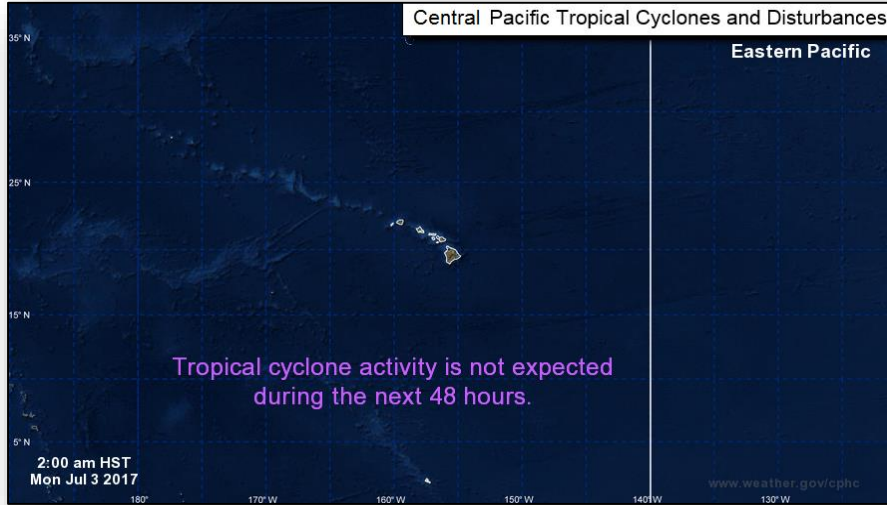 Central Pacific Tropical Cyclones and Disturbances
35° N
Eastern Pacific
25° N
15° N
Tropical cyclone activity is not expected
during the next 48 hours.
5° N
2:00 am HST
Mon Jul 3 2017
www.weather.gov/cphc
180°
170° W
160° W
150° W
140° W
130° W